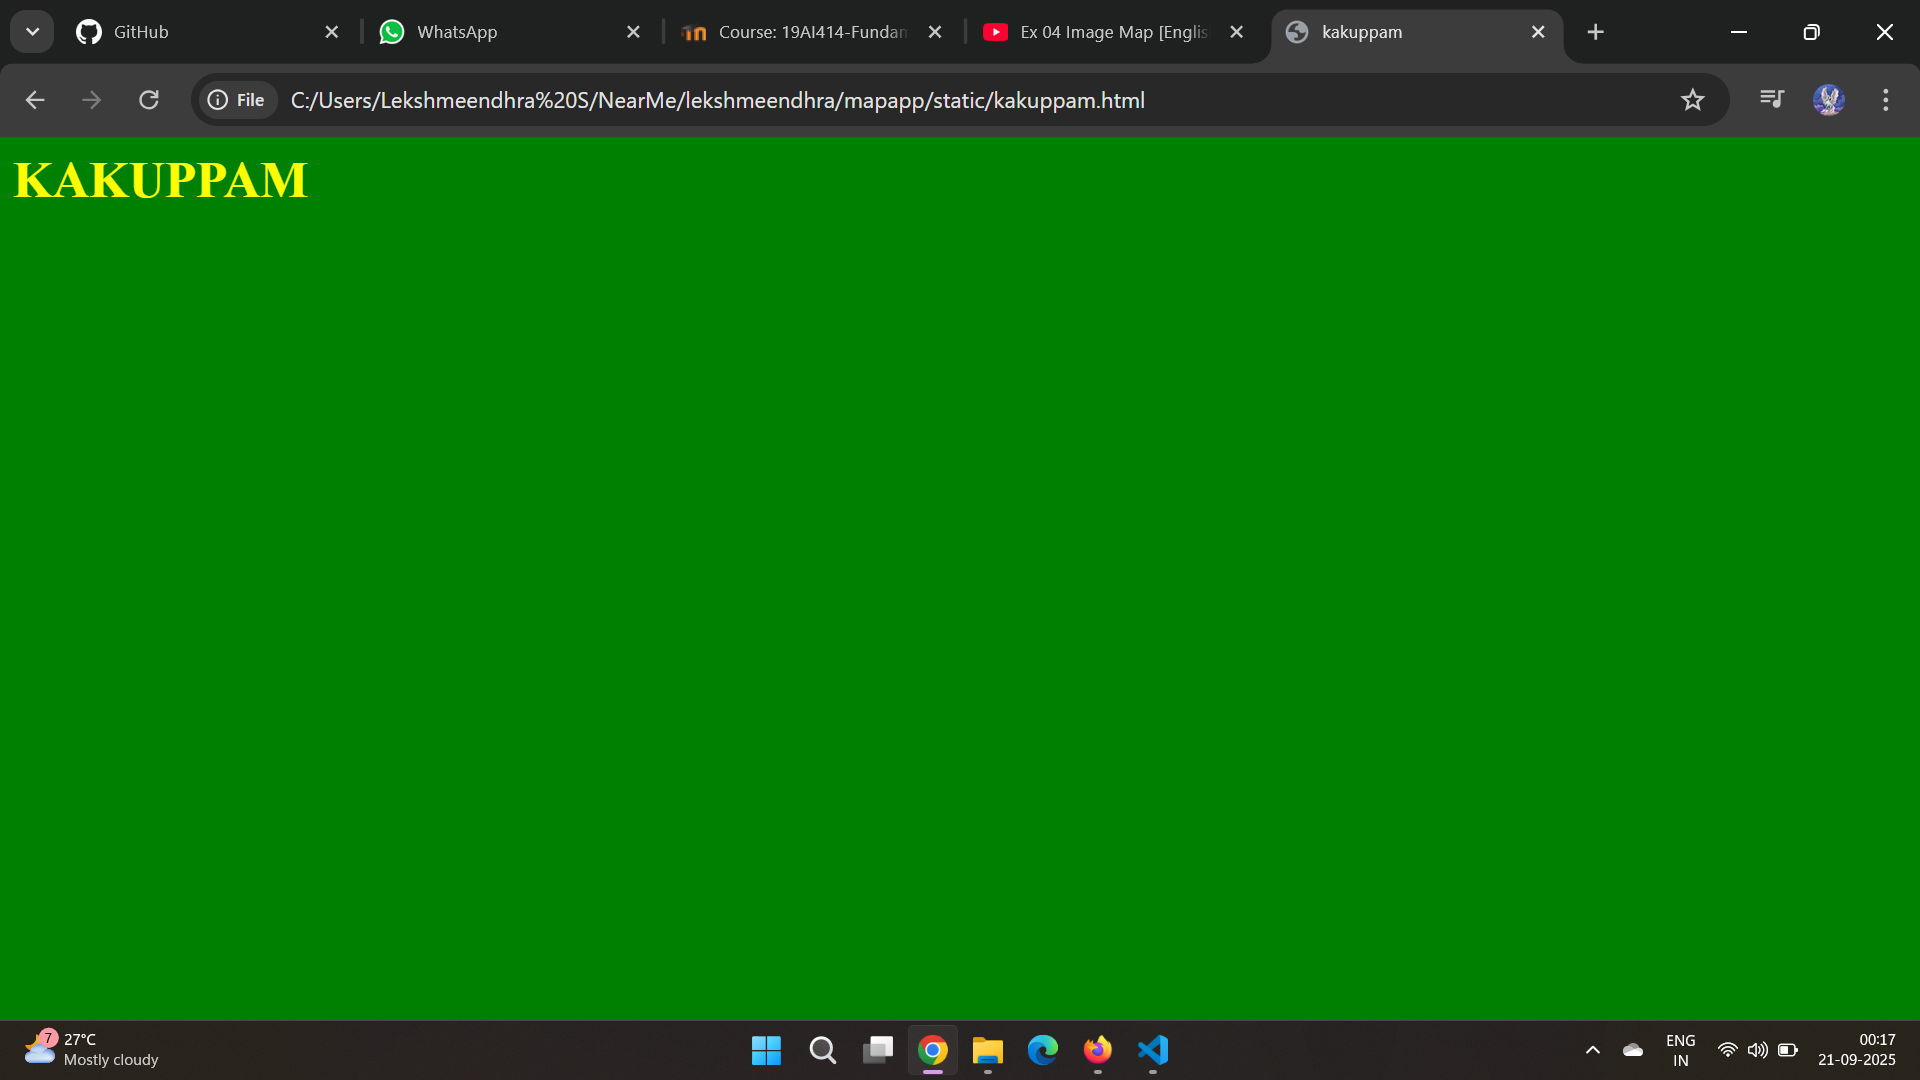 GitHub
WhatsApp
Course: 19AI414-Fundam
Ex 04 Image Map [Englis
kakuppam
File
C:/Users/Lekshmeendhra%20S/NearMe/lekshmeendhra/mapapp/static/kakuppam.html
KAKUPPAM
7
27°C
Mostly cloudy
ENG
IN
00:17
21-09-2025